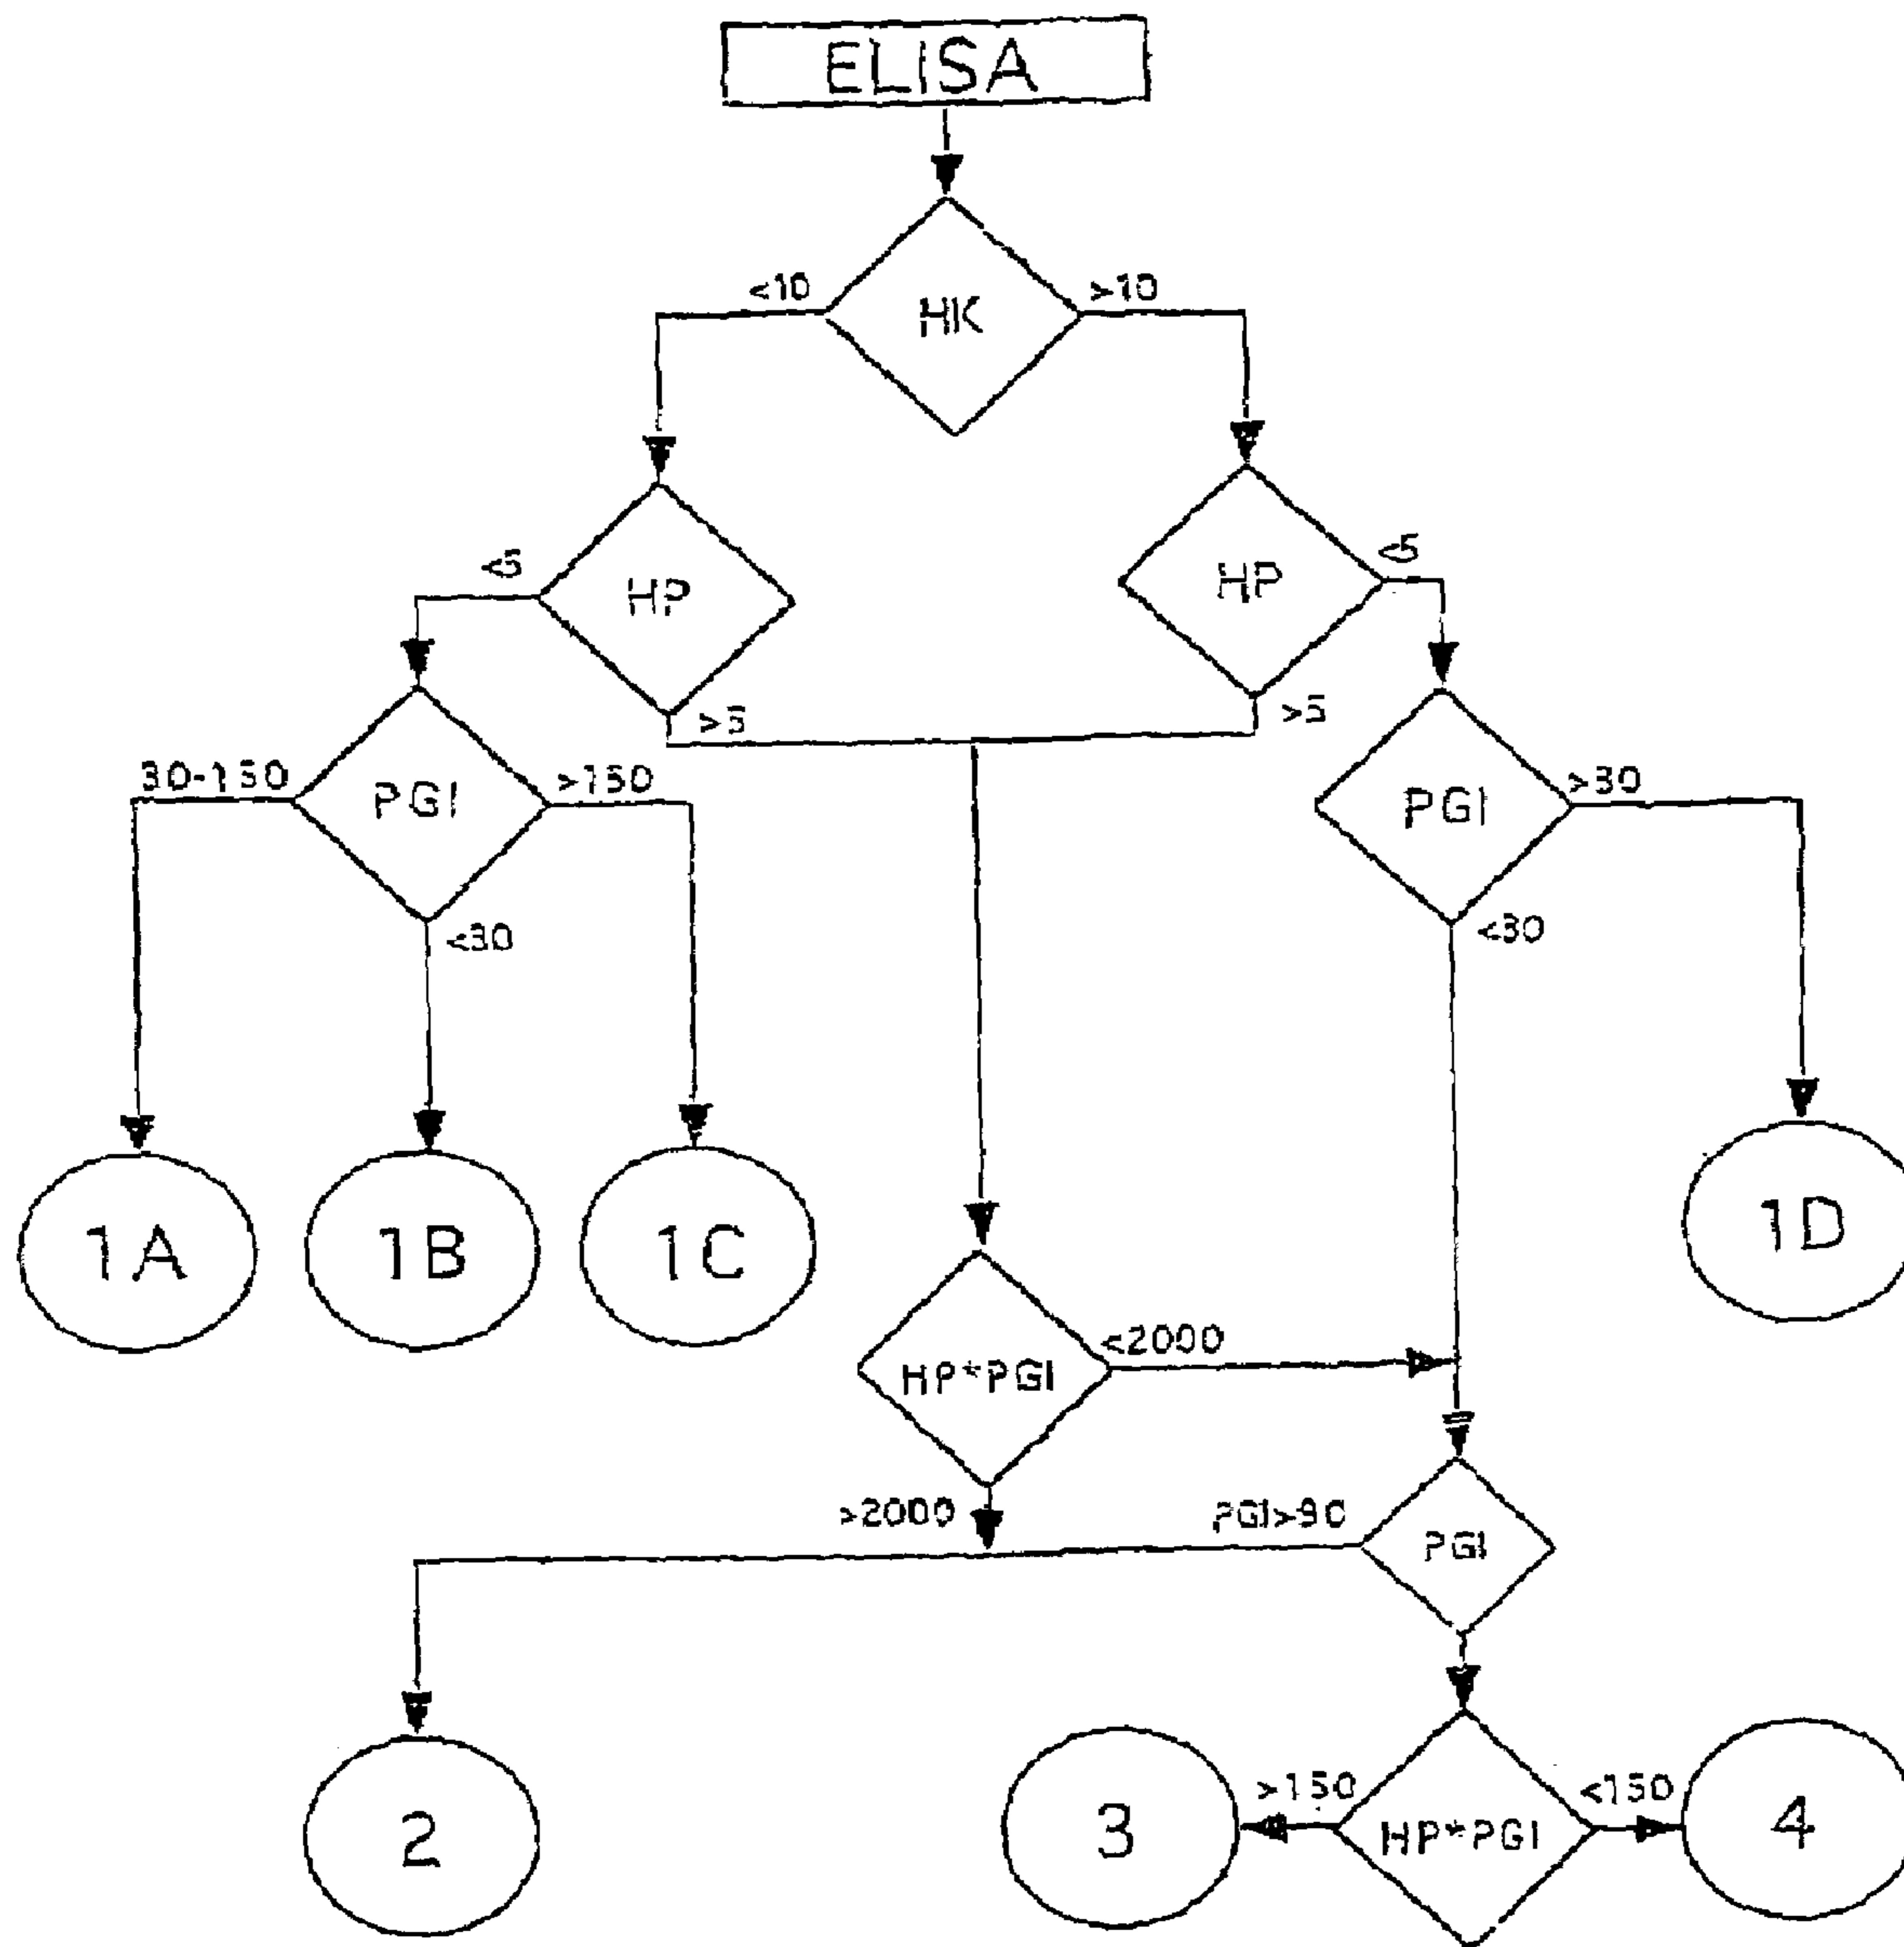 ELISA
<10
>10
HK
<5
HP
<5
HP
>5
>5
30-150
PGI
>150
PGI
>30
<30
<30
1A
1B
1C
1D
<2000
HP*PGI
>2000
PGI>90
PGI
2
3
>150
HP*PGI
<150
4